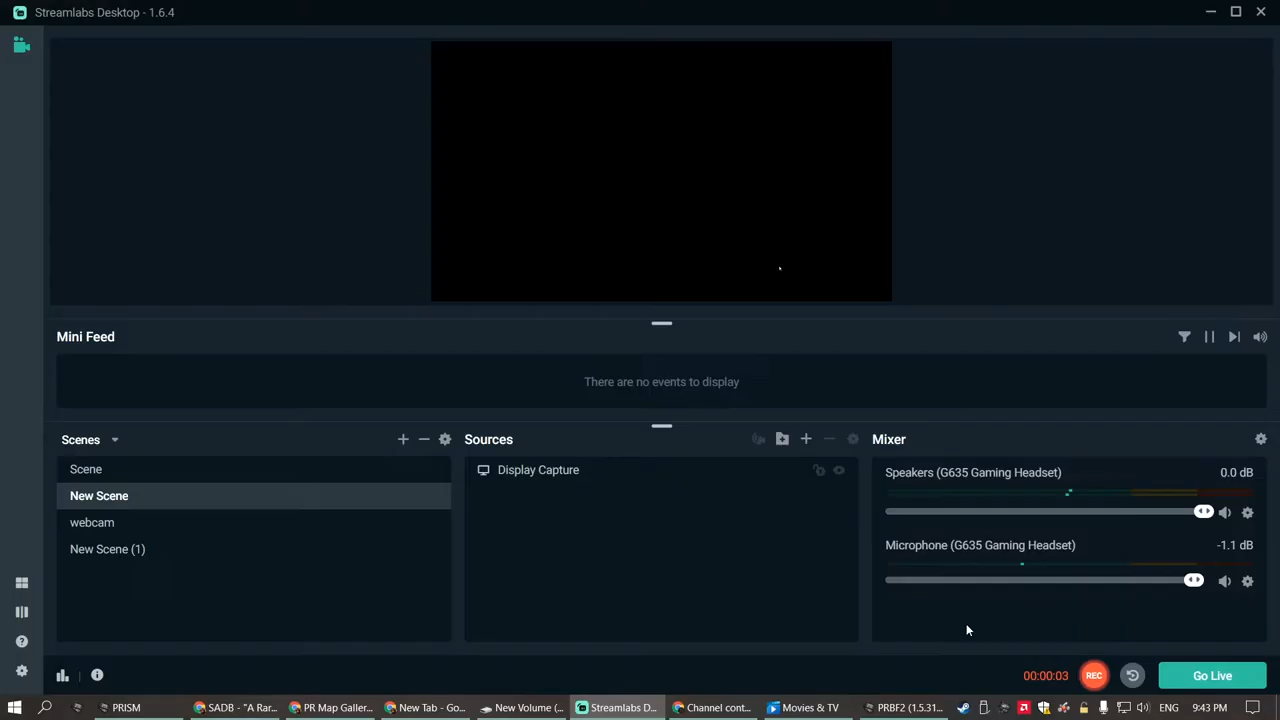 Streamlabs Desktop - 1.6.4
Mini Feed
There are no events to display
Scenes
Sources
Mixer
Scene
New Scene
webcam
New Scene (1)
Display Capture
Speakers (G635 Gaming Headset) 0.0 dB
Microphone (G635 Gaming Headset) -1.1 dB
00:00:03
REC
Go Live
PRISM
SADB - "A Rar...
PR Map Galler...
New Tab - Go...
New Volume (...
Streamlabs D...
Channel cont...
Movies & TV
PRBF2 (1.5.31...
ENG
9:43 PM